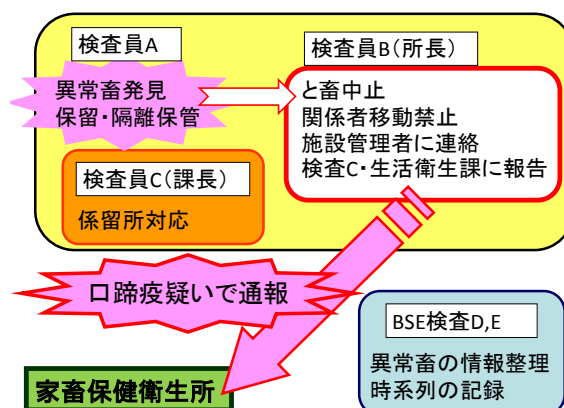 検査員A
異常畜発見
保留・隔離保管
検査員B(所長)
と畜中止
関係者移動禁止
施設管理者に連絡
検査C・生活衛生課に報告
検査員C(課長)
係留所対応
口蹄疫疑いで通報
家畜保健衛生所
BSE検査D,E
異常畜の情報整理
時系列の記録